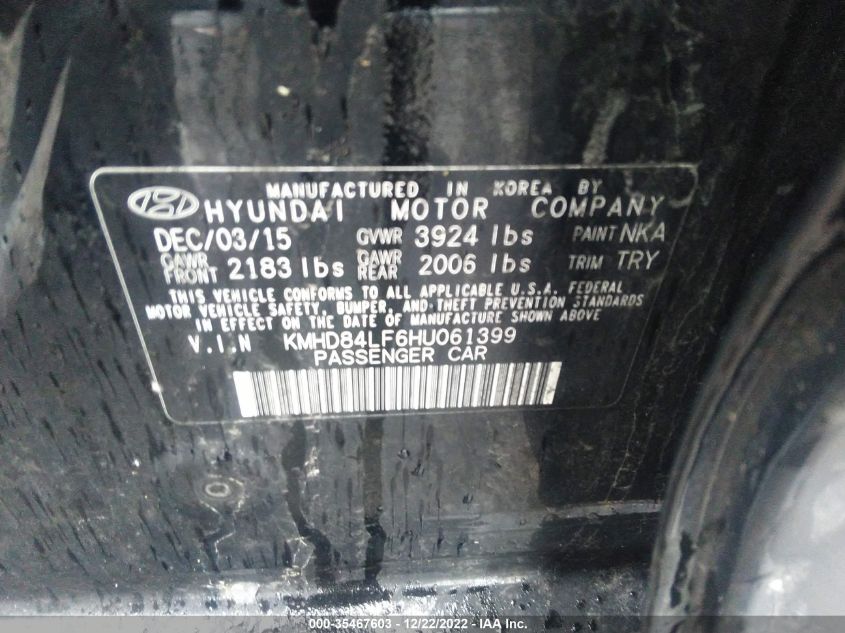 MANUFACTURED IN KOREA BY
HYUNDAI MOTOR COMPANY
DEC/03/15 GVWR 3924 lbs PAINT NKA
GAWR FRONT 2183 lbs GAWR REAR 2006 lbs TRIM TRY
THIS VEHICLE CONFORMS TO ALL APPLICABLE U.S.A. FEDERAL
MOTOR VEHICLE SAFETY, BUMPER, AND THEFT PREVENTION STANDARDS
IN EFFECT ON THE DATE OF MANUFACTURE SHOWN ABOVE
V.I.N KMHD84LF6HU061399
PASSENGER CAR
000-35467603 - 12/22/2022 - IAA Inc.